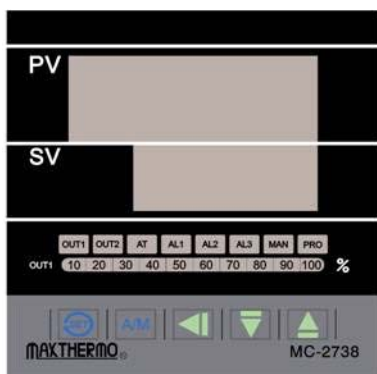 PV
SV
OUT1 OUT2 AT AL1 AL2 AL3 MAN PRO
OUT1 10 20 30 40 50 60 70 80 90 100 %
SET A/M
MAXTHERMO® MC-2738